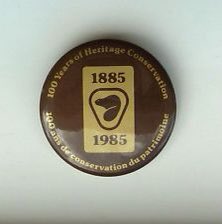 100 Years of Heritage Conservation
1885
1985
100 ans de conservation du patrimoine